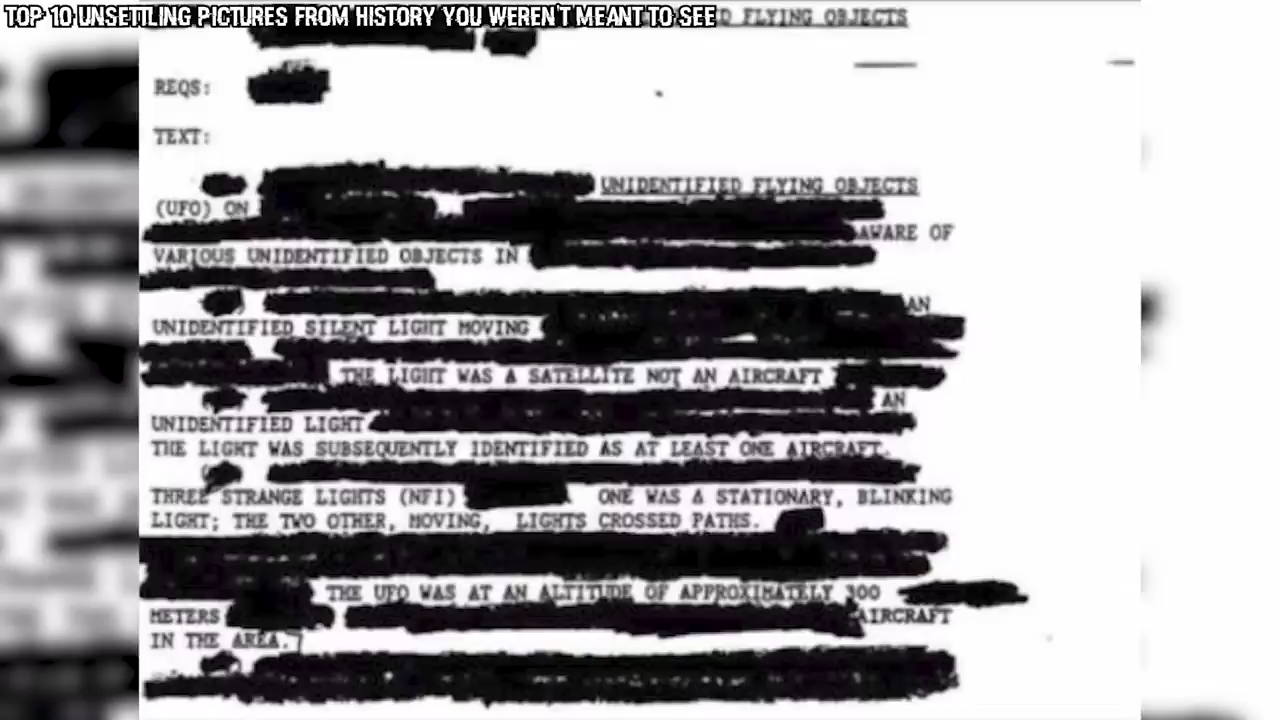 TOP 10 UNSETTLING PICTURES FROM HISTORY YOU WEREN'T MEANT TO SEE
FLYING OBJECTS
REQS:
TEXT:
UNIDENTIFIED FLYING OBJECTS
(UFO) ON
AWARE OF
VARIOUS UNIDENTIFIED OBJECTS IN
AN
UNIDENTIFIED SILENT LIGHT MOVING
THE LIGHT WAS A SATELLITE NOT AN AIRCRAFT
AN
UNIDENTIFIED LIGHT
THE LIGHT WAS SUBSEQUENTLY IDENTIFIED AS AT LEAST ONE AIRCRAFT.
THREE STRANGE LIGHTS (NFI) ONE WAS A STATIONARY, BLINKING
LIGHT; THE TWO OTHER, MOVING, LIGHTS CROSSED PATHS.
THE UFO WAS AT AN ALTITUDE OF APPROXIMATELY 300
METERS AIRCRAFT
IN THE AREA.